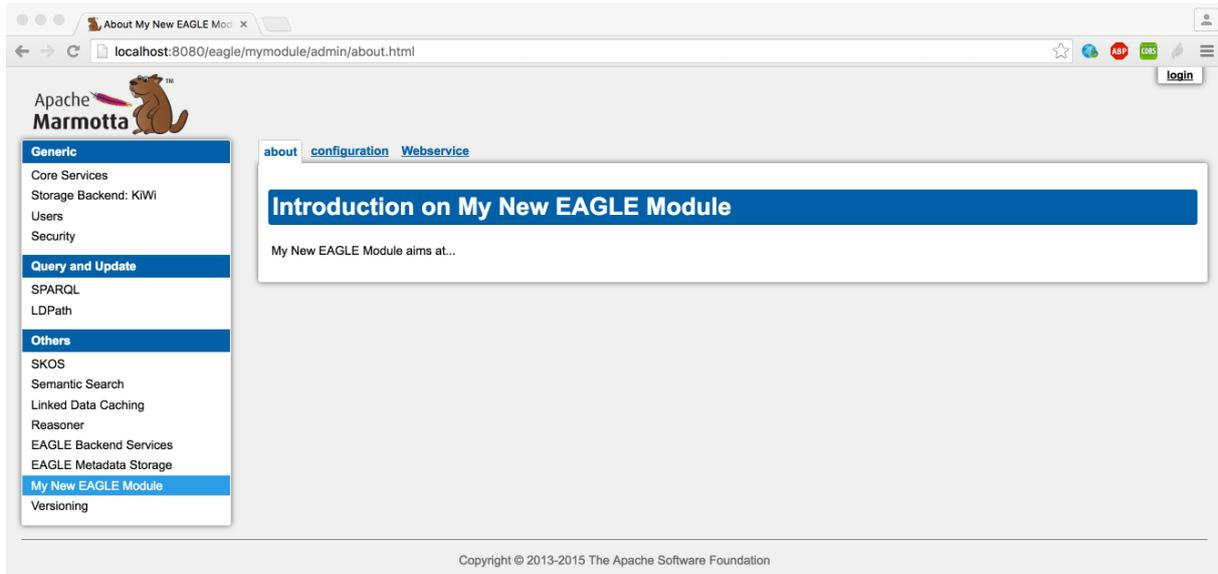 About My New EAGLE Mod
localhost:8080/eagle/mymodule/admin/about.html
ABP
CORS
login
Apache
Marmotta
TM
Generic
Core Services
Storage Backend: KiWi
Users
Security
Query and Update
SPARQL
LDPath
Others
SKOS
Semantic Search
Linked Data Caching
Reasoner
EAGLE Backend Services
EAGLE Metadata Storage
My New EAGLE Module
Versioning
about configuration Webservice
Introduction on My New EAGLE Module
My New EAGLE Module aims at...
Copyright © 2013-2015 The Apache Software Foundation